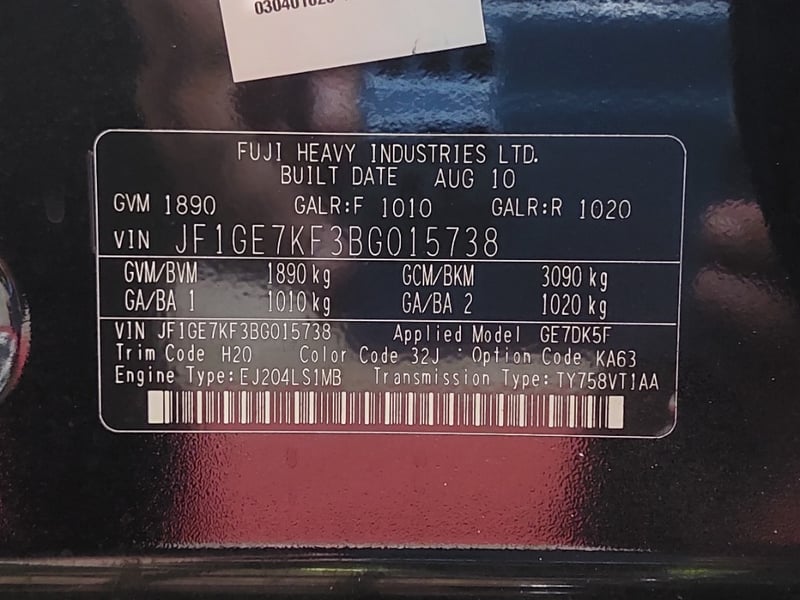 FUJI HEAVY INDUSTRIES LTD.
BUILT DATE AUG 10
GVM 1890 GALR:F 1010 GALR:R 1020
VIN JF1GE7KF3BG015738
GVM/BVM 1890 kg GCM/BKM 3090 kg
GA/BA 1 1010 kg GA/BA 2 1020 kg
VIN JF1GE7KF3BG015738 Applied Model GE7DK5F
Trim Code H20 Color Code 32J Option Code KA63
Engine Type:EJ204LS1MB Transmission Type:TY758VT1AA